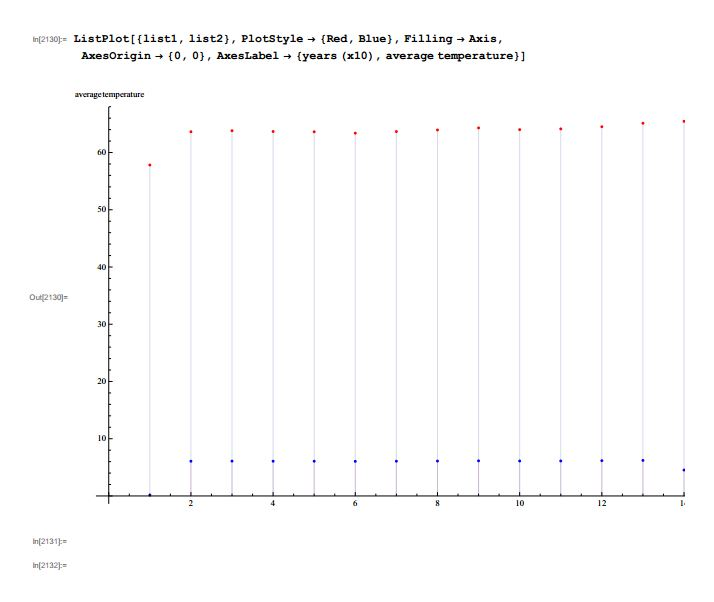 In[2130]:= ListPlot[{list1, list2}, PlotStyle → {Red, Blue}, Filling → Axis,
AxesOrigin → {0, 0}, AxesLabel → {years (x10), average temperature}]
averagetemperature
60
50
40
Out[2130]=
30
20
10
2 4 6 8 10 12 1
In[2131]:=
In[2132]:=